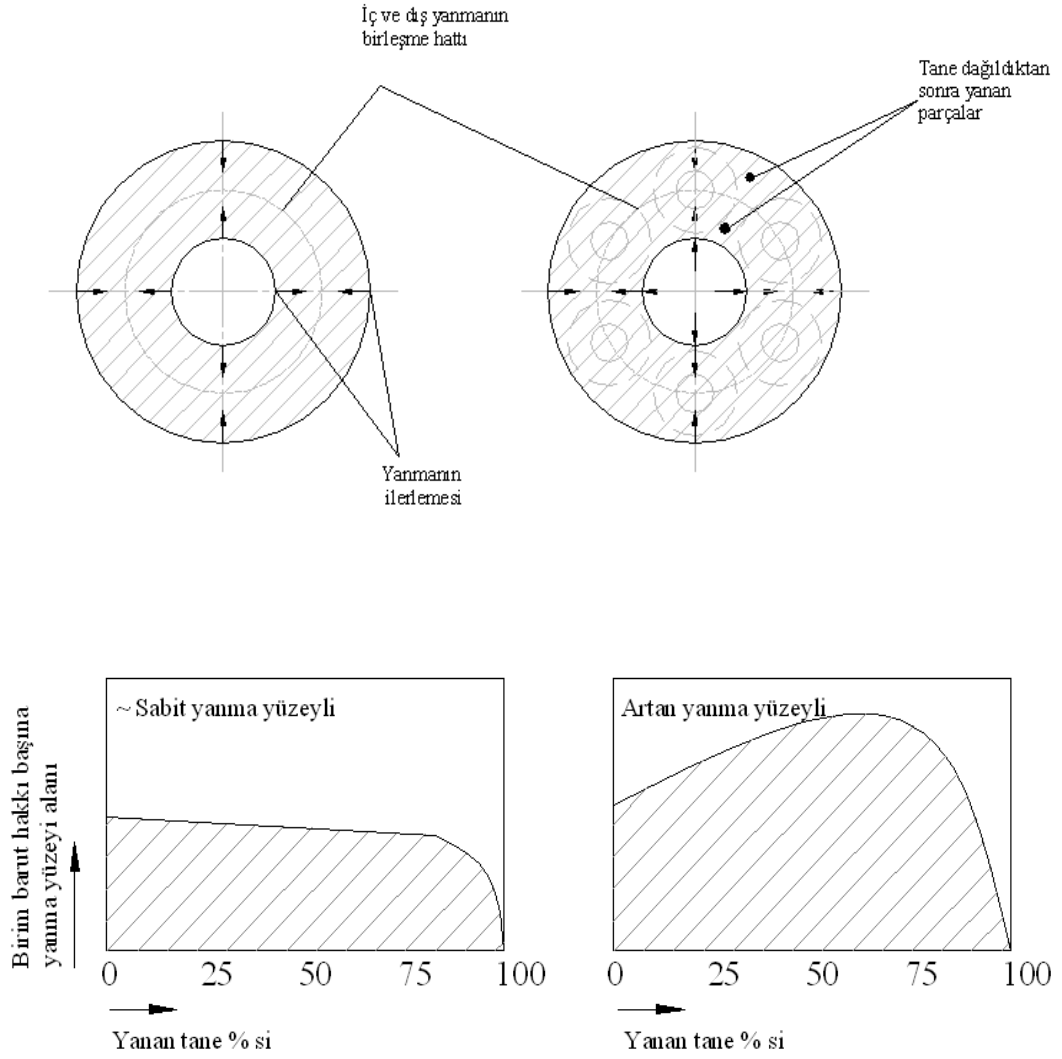 İç ve dış yanmanın
birleşme hattı
Tane dağıldıktan
sonra yanan
parçalar
Yanmanın
ilerlemesi
Birim barut hakkı başına
yanma yüzeyi alanı
~ Sabit yanma yüzeyli
0 25 50 75 100
Yanan tane % si
Artan yanma yüzeyli
0 25 50 75 100
Yanan tane % si